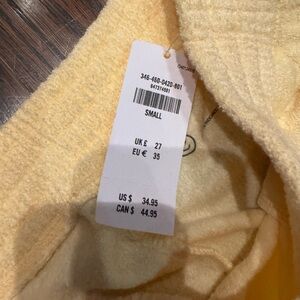 346-460-0420-801
SMALL
UK £ 27
EU € 35
US $ 34.95
CAN $ 44.95